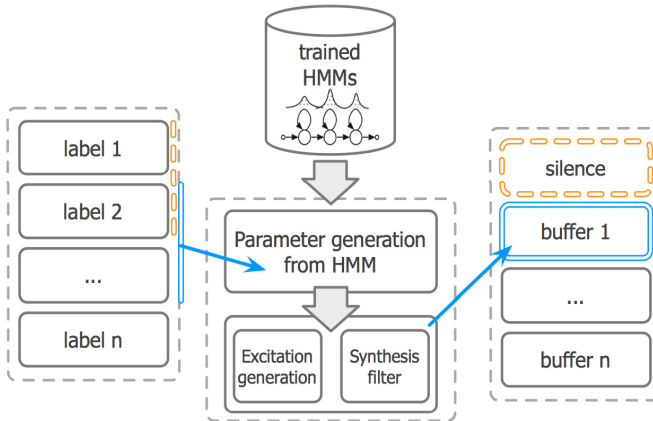 trained
HMMs
label 1
label 2
...
label n
Parameter generation
from HMM
Excitation
generation
Synthesis
filter
silence
buffer 1
...
buffer n